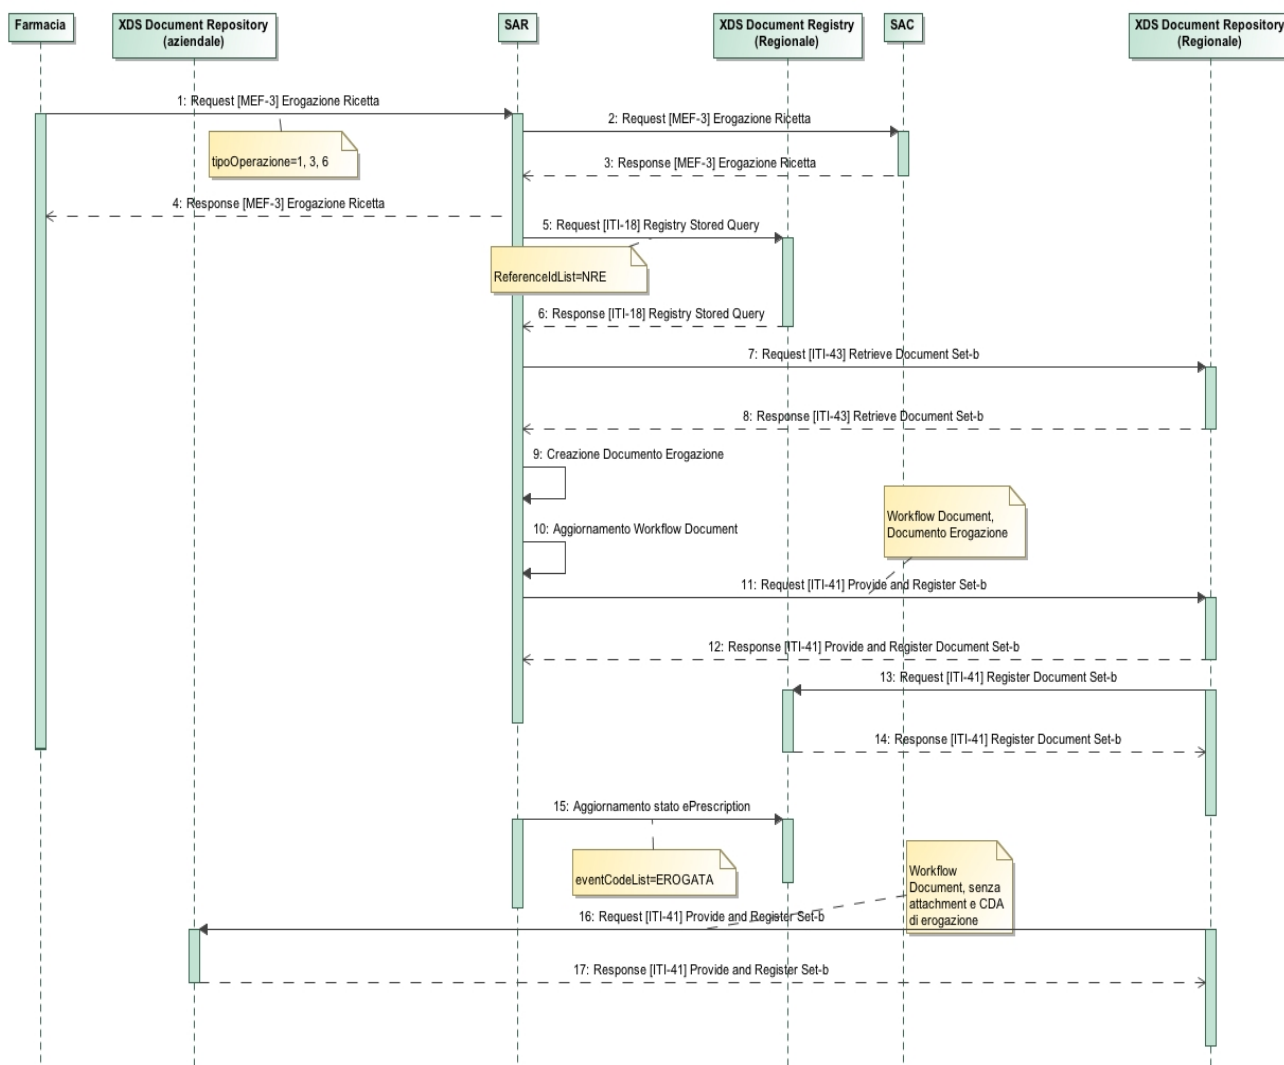 Farmacia
XDS Document Repository
(aziendale)
SAR
XDS Document Registry
(Regionale)
SAC
XDS Document Repository
(Regionale)
1: Request [MEF-3] Erogazione Ricetta
tipoOperazione=1, 3, 6
2: Request [MEF-3] Erogazione Ricetta
3: Response [MEF-3] Erogazione Ricetta
4: Response [MEF-3] Erogazione Ricetta
5: Request [ITI-18] Registry Stored Query
ReferenceIdList=NRE
6: Response [ITI-18] Registry Stored Query
7: Request [ITI-43] Retrieve Document Set-b
8: Response [ITI-43] Retrieve Document Set-b
9: Creazione Documento Erogazione
10: Aggiornamento Workflow Document
Workflow Document,
Documento Erogazione
11: Request [ITI-41] Provide and Register Set-b
12: Response [ITI-41] Provide and Register Document Set-b
13: Request [ITI-41] Register Document Set-b
14: Response [ITI-41] Register Document Set-b
15: Aggiornamento stato ePrescription
eventCodeList=EROGATA
Workflow
Document, senza
attachment e CDA
di erogazione
16: Request [ITI-41] Provide and Register Set-b
17: Response [ITI-41] Provide and Register Set-b